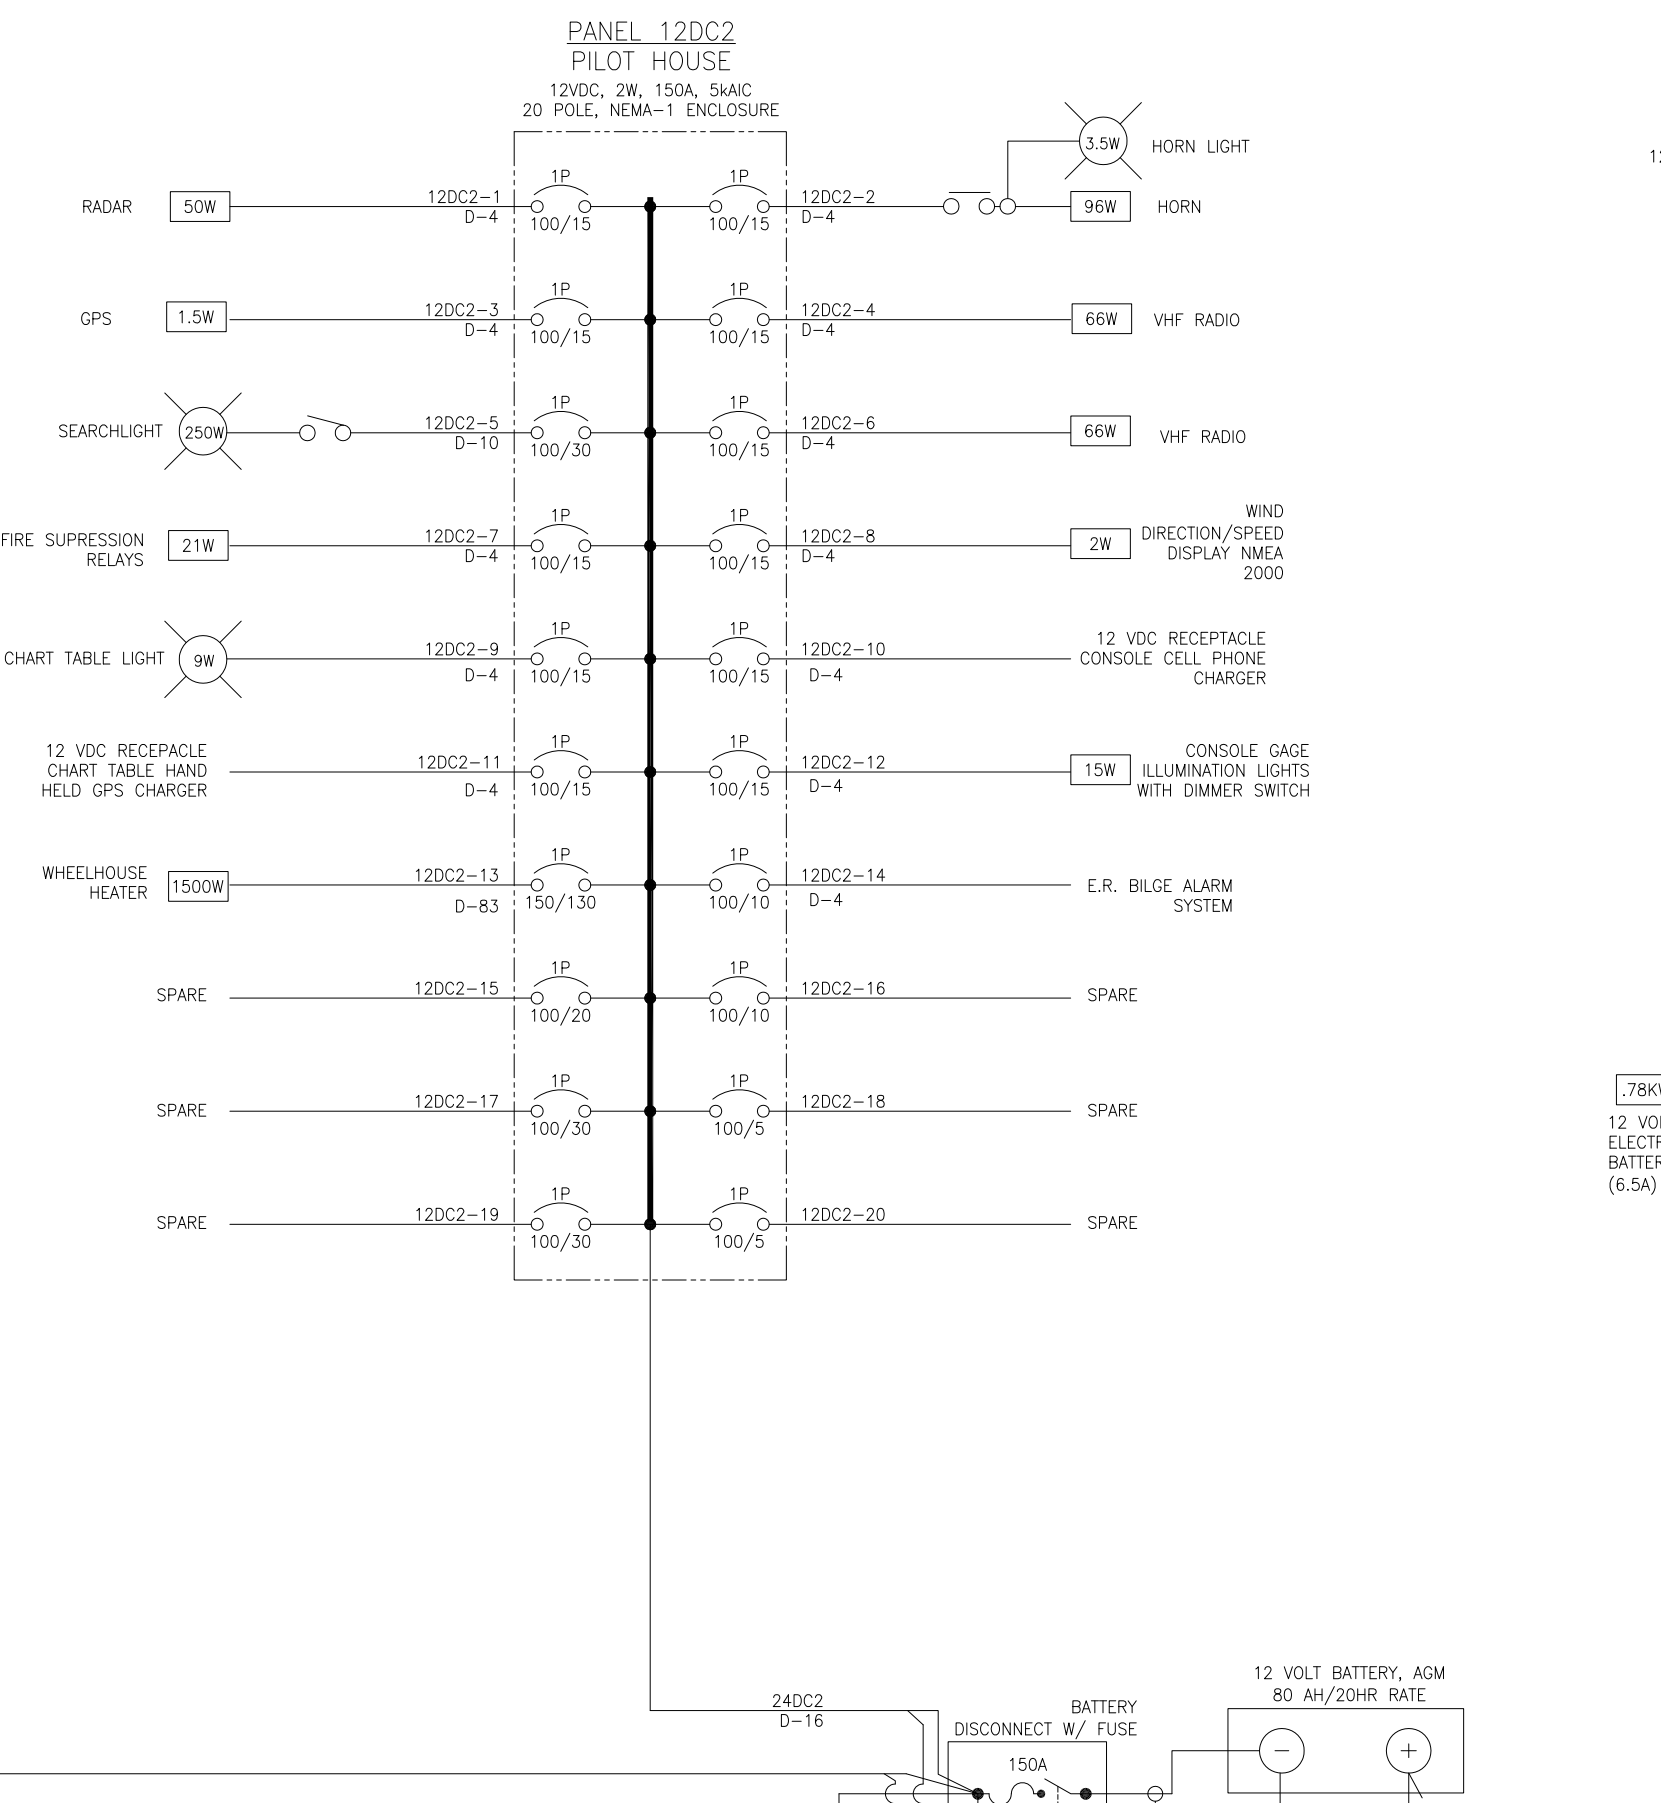 PANEL 12DC2
PILOT HOUSE
12VDC, 2W, 150A, 5kAIC
20 POLE, NEMA-1 ENCLOSURE
3.5W
HORN LIGHT
RADAR
50W
12DC2-1
D-4
1P
100/15
1P
100/15
12DC2-2
D-4
96W
HORN
GPS
1.5W
12DC2-3
D-4
1P
100/15
1P
100/15
12DC2-4
D-4
66W
VHF RADIO
SEARCHLIGHT
250W
12DC2-5
D-10
1P
100/30
1P
100/15
12DC2-6
D-4
66W
VHF RADIO
FIRE SUPRESSION
RELAYS
21W
12DC2-7
D-4
1P
100/15
1P
100/15
12DC2-8
D-4
2W
WIND
DIRECTION/SPEED
DISPLAY NMEA
2000
CHART TABLE LIGHT
9W
12DC2-9
D-4
1P
100/15
1P
100/15
12DC2-10
D-4
12 VDC RECEPTACLE
CONSOLE CELL PHONE
CHARGER
12 VDC RECEPACLE
CHART TABLE HAND
HELD GPS CHARGER
12DC2-11
D-4
1P
100/15
1P
100/15
12DC2-12
D-4
15W
CONSOLE GAGE
ILLUMINATION LIGHTS
WITH DIMMER SWITCH
WHEELHOUSE
HEATER
1500W
12DC2-13
D-83
1P
150/130
1P
100/10
12DC2-14
D-4
E.R. BILGE ALARM
SYSTEM
SPARE
12DC2-15
1P
100/20
1P
100/10
12DC2-16
SPARE
SPARE
12DC2-17
1P
100/30
1P
100/5
12DC2-18
SPARE
SPARE
12DC2-19
1P
100/30
1P
100/5
12DC2-20
SPARE
12
.78K
12
BATTER
(6.5A)
24DC2
D-16
BATTERY
DISCONNECT W/ FUSE
150A
12 VOLT BATTERY, AGM
80 AH/20HR RATE
-
+